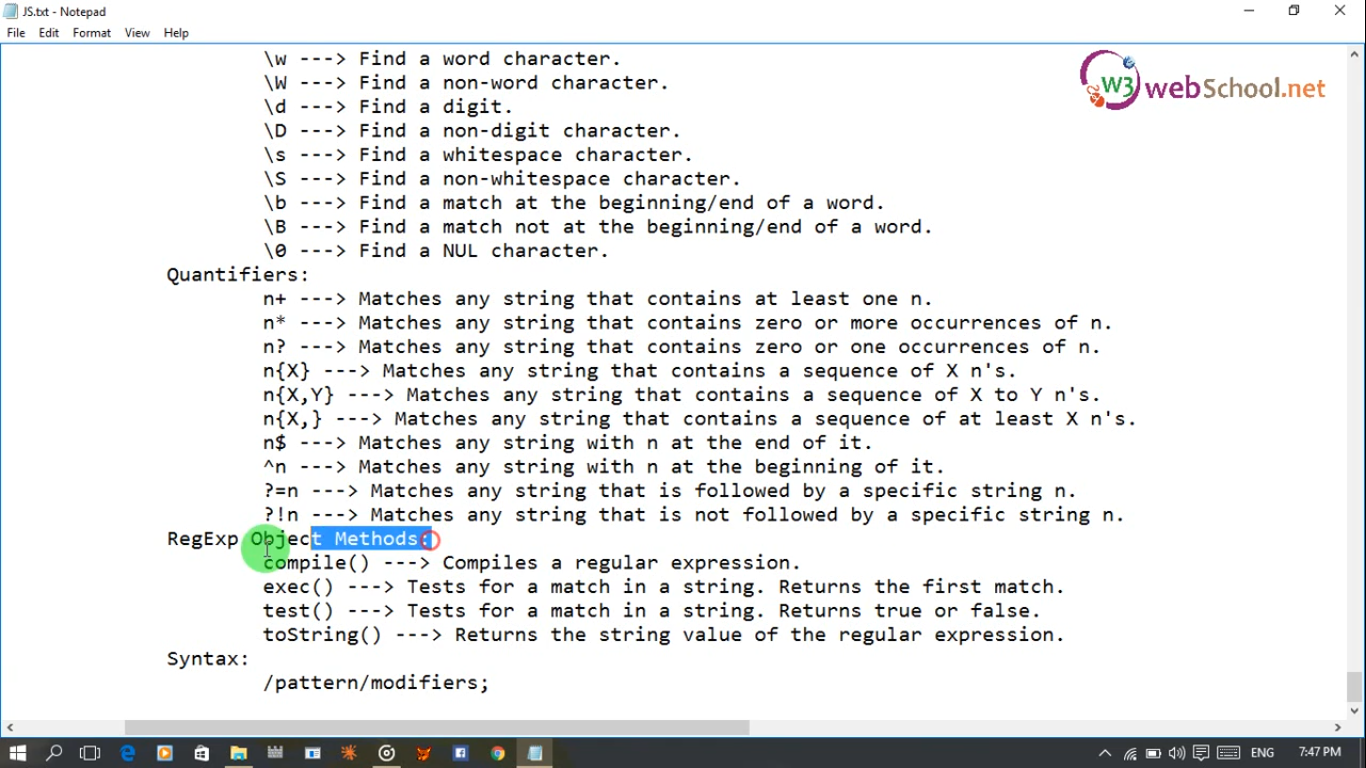 JS.txt - Notepad
File Edit Format View Help
W3 webSchool.net
\w ---> Find a word character.
\W ---> Find a non-word character.
\d ---> Find a digit.
\D ---> Find a non-digit character.
\s ---> Find a whitespace character.
\S ---> Find a non-whitespace character.
\b ---> Find a match at the beginning/end of a word.
\B ---> Find a match not at the beginning/end of a word.
\0 ---> Find a NUL character.
Quantifiers:
n+ ---> Matches any string that contains at least one n.
n* ---> Matches any string that contains zero or more occurrences of n.
n? ---> Matches any string that contains zero or one occurrences of n.
n{X} ---> Matches any string that contains a sequence of X n's.
n{X,Y} ---> Matches any string that contains a sequence of X to Y n's.
n{X,} ---> Matches any string that contains a sequence of at least X n's.
n$ ---> Matches any string with n at the end of it.
^n ---> Matches any string with n at the beginning of it.
?=n ---> Matches any string that is followed by a specific string n.
?!n ---> Matches any string that is not followed by a specific string n.
RegExp Object Methods:
compile() ---> Compiles a regular expression.
exec() ---> Tests for a match in a string. Returns the first match.
test() ---> Tests for a match in a string. Returns true or false.
toString() ---> Returns the string value of the regular expression.
Syntax:
/pattern/modifiers;
ENG 7:47 PM